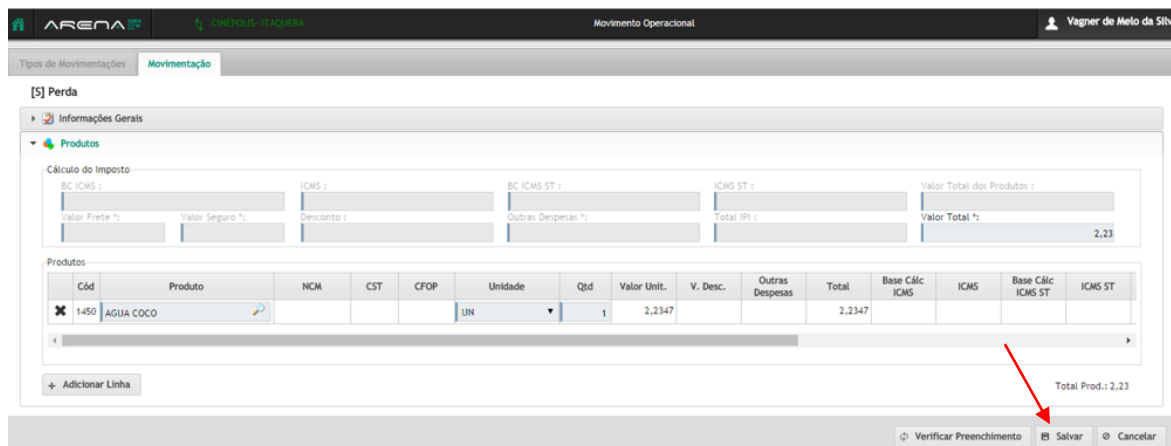 ARENA CINÉPOLIS- ITAQUERA Movimento Operacional Vagner de Melo da Silv
Tipos de Movimentações Movimentação
[S] Perda
Informações Gerais
Produtos
Cálculo do Imposto
BC ICMS : ICMS : BC ICMS ST : ICMS ST : Valor Total dos Produtos :
Valor Frete *: Valor Seguro *: Desconto : Outras Despesas *: Total IPI : Valor Total *:
2,23
Produtos
Cód Produto NCM CST CFOP Unidade Qtd Valor Unit. V. Desc. Outras Despesas Total Base Cálc ICMS ICMS Base Cálc ICMS ST ICMS ST
1450 AGUA COCO UN 1 2,2347 2,2347
+ Adicionar Linha Total Prod.: 2,23
Verificar Preenchimento Salvar Cancelar